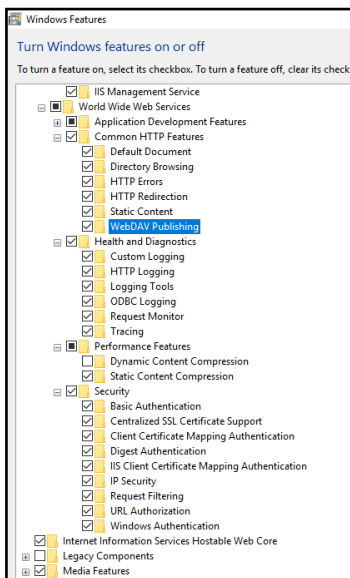 Windows Features
Turn Windows features on or off
To turn a feature on, select its checkbox. To turn a feature off, clear its check
IIS Management Service
World Wide Web Services
Application Development Features
Common HTTP Features
Default Document
Directory Browsing
HTTP Errors
HTTP Redirection
Static Content
WebDAV Publishing
Health and Diagnostics
Custom Logging
HTTP Logging
Logging Tools
ODBC Logging
Request Monitor
Tracing
Performance Features
Dynamic Content Compression
Static Content Compression
Security
Basic Authentication
Centralized SSL Certificate Support
Client Certificate Mapping Authentication
Digest Authentication
IIS Client Certificate Mapping Authentication
IP Security
Request Filtering
URL Authorization
Windows Authentication
Internet Information Services Hostable Web Core
Legacy Components
Media Features